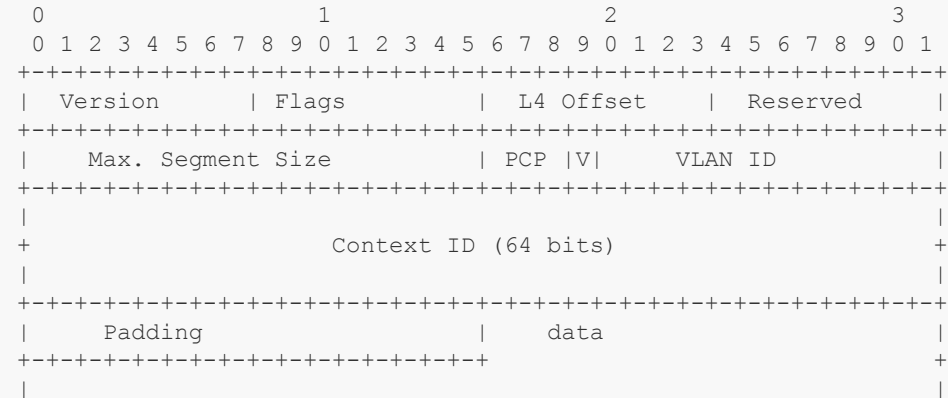 0                   1                   2                   3
 0 1 2 3 4 5 6 7 8 9 0 1 2 3 4 5 6 7 8 9 0 1 2 3 4 5 6 7 8 9 0 1
+-+-+-+-+-+-+-+-+-+-+-+-+-+-+-+-+-+-+-+-+-+-+-+-+-+-+-+-+-+-+-+-+
|  Version      | Flags         |  L4 Offset    |  Reserved     |
+-+-+-+-+-+-+-+-+-+-+-+-+-+-+-+-+-+-+-+-+-+-+-+-+-+-+-+-+-+-+-+-+
|    Max. Segment Size          | PCP |V|     VLAN ID           |
+-+-+-+-+-+-+-+-+-+-+-+-+-+-+-+-+-+-+-+-+-+-+-+-+-+-+-+-+-+-+-+-+
|                                                               |
+                     Context ID (64 bits)                      +
|                                                               |
+-+-+-+-+-+-+-+-+-+-+-+-+-+-+-+-+-+-+-+-+-+-+-+-+-+-+-+-+-+-+-+-+
|     Padding                   |    data                       |
+-+-+-+-+-+-+-+-+-+-+-+-+-+-+-+-+                               +
|                                                               |